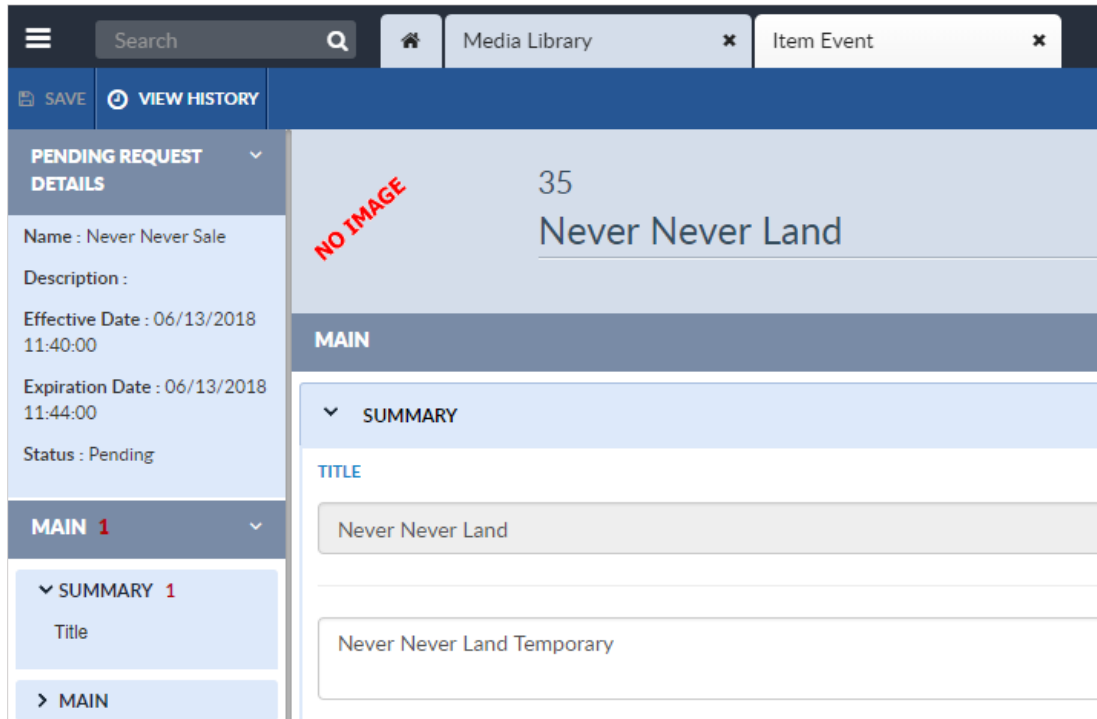 Search
Media Library
Item Event
SAVE
VIEW HISTORY
PENDING REQUEST
DETAILS
Name : Never Never Sale
Description :
Effective Date : 06/13/2018
11:40:00
Expiration Date : 06/13/2018
11:44:00
Status : Pending
MAIN 1
SUMMARY 1
Title
MAIN
NO IMAGE
35
Never Never Land
MAIN
SUMMARY
TITLE
Never Never Land
Never Never Land Temporary